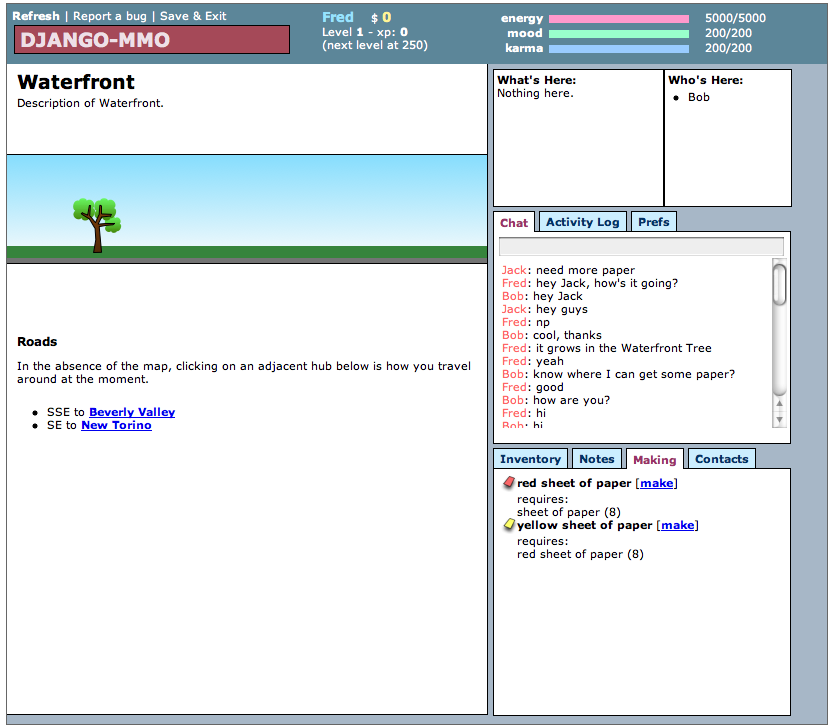 Refresh | Report a bug | Save & Exit
DJANGO-MMO
Fred $ 0
Level 1 - xp: 0
(next level at 250)
energy 5000/5000
mood 200/200
karma 200/200
Waterfront
Description of Waterfront.
Roads
In the absence of the map, clicking on an adjacent hub below is how you travel
around at the moment.
SSE to Beverly Valley
SE to New Torino
What's Here:
Nothing here.
Who's Here:
Bob
Chat Activity Log Prefs
Jack: need more paper
Fred: hey Jack, how's it going?
Bob: hey Jack
Jack: hey guys
Fred: np
Bob: cool, thanks
Fred: it grows in the Waterfront Tree
Fred: yeah
Bob: know where I can get some paper?
Fred: good
Bob: how are you?
Fred: hi
Bob: hi
Inventory Notes Making Contacts
red sheet of paper [make]
requires:
sheet of paper (8)
yellow sheet of paper [make]
requires:
red sheet of paper (8)